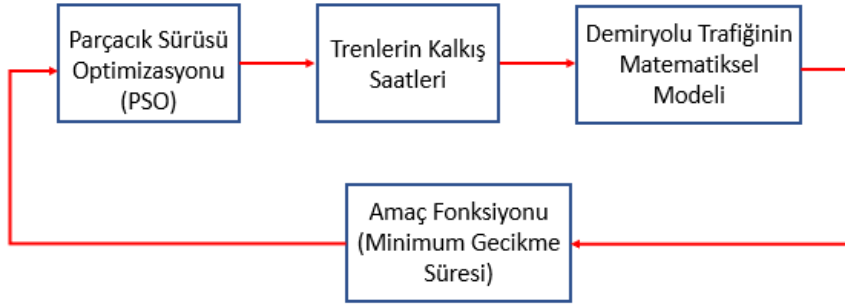 Parçacık Sürüsü
Optimizasyonu
(PSO)
Trenlerin Kalkış
Saatleri
Demiryolu Trafiğinin
Matematiksel
Modeli
Amaç Fonksiyonu
(Minimum Gecikme
Süresi)